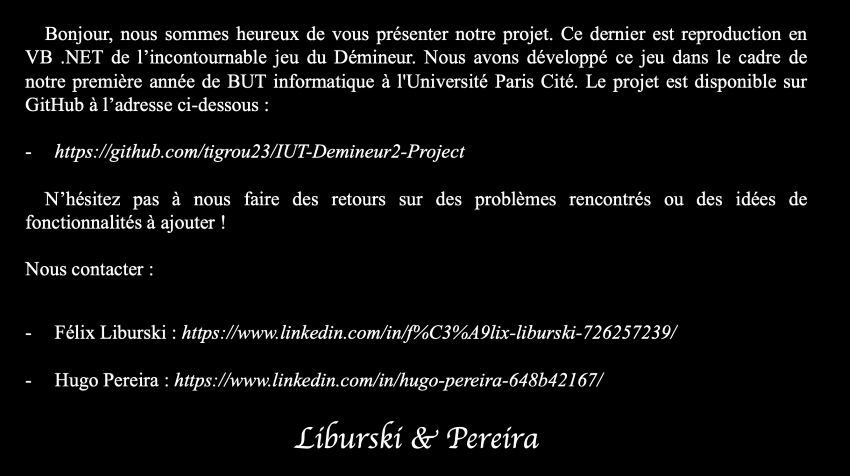 Bonjour, nous sommes heureux de vous présenter notre projet. Ce dernier est reproduction en
VB .NET de l’incontournable jeu du Démineur. Nous avons développé ce jeu dans le cadre de
notre première année de BUT informatique à l'Université Paris Cité. Le projet est disponible sur
GitHub à l’adresse ci-dessous :
- https://github.com/tigrou23/IUT-Demineur2-Project
N’hésitez pas à nous faire des retours sur des problèmes rencontrés ou des idées de
fonctionnalités à ajouter !
Nous contacter :
- Félix Liburski : https://www.linkedin.com/in/f%C3%A9lix-liburski-726257239/
- Hugo Pereira : https://www.linkedin.com/in/hugo-pereira-648b42167/
Liburski & Pereira